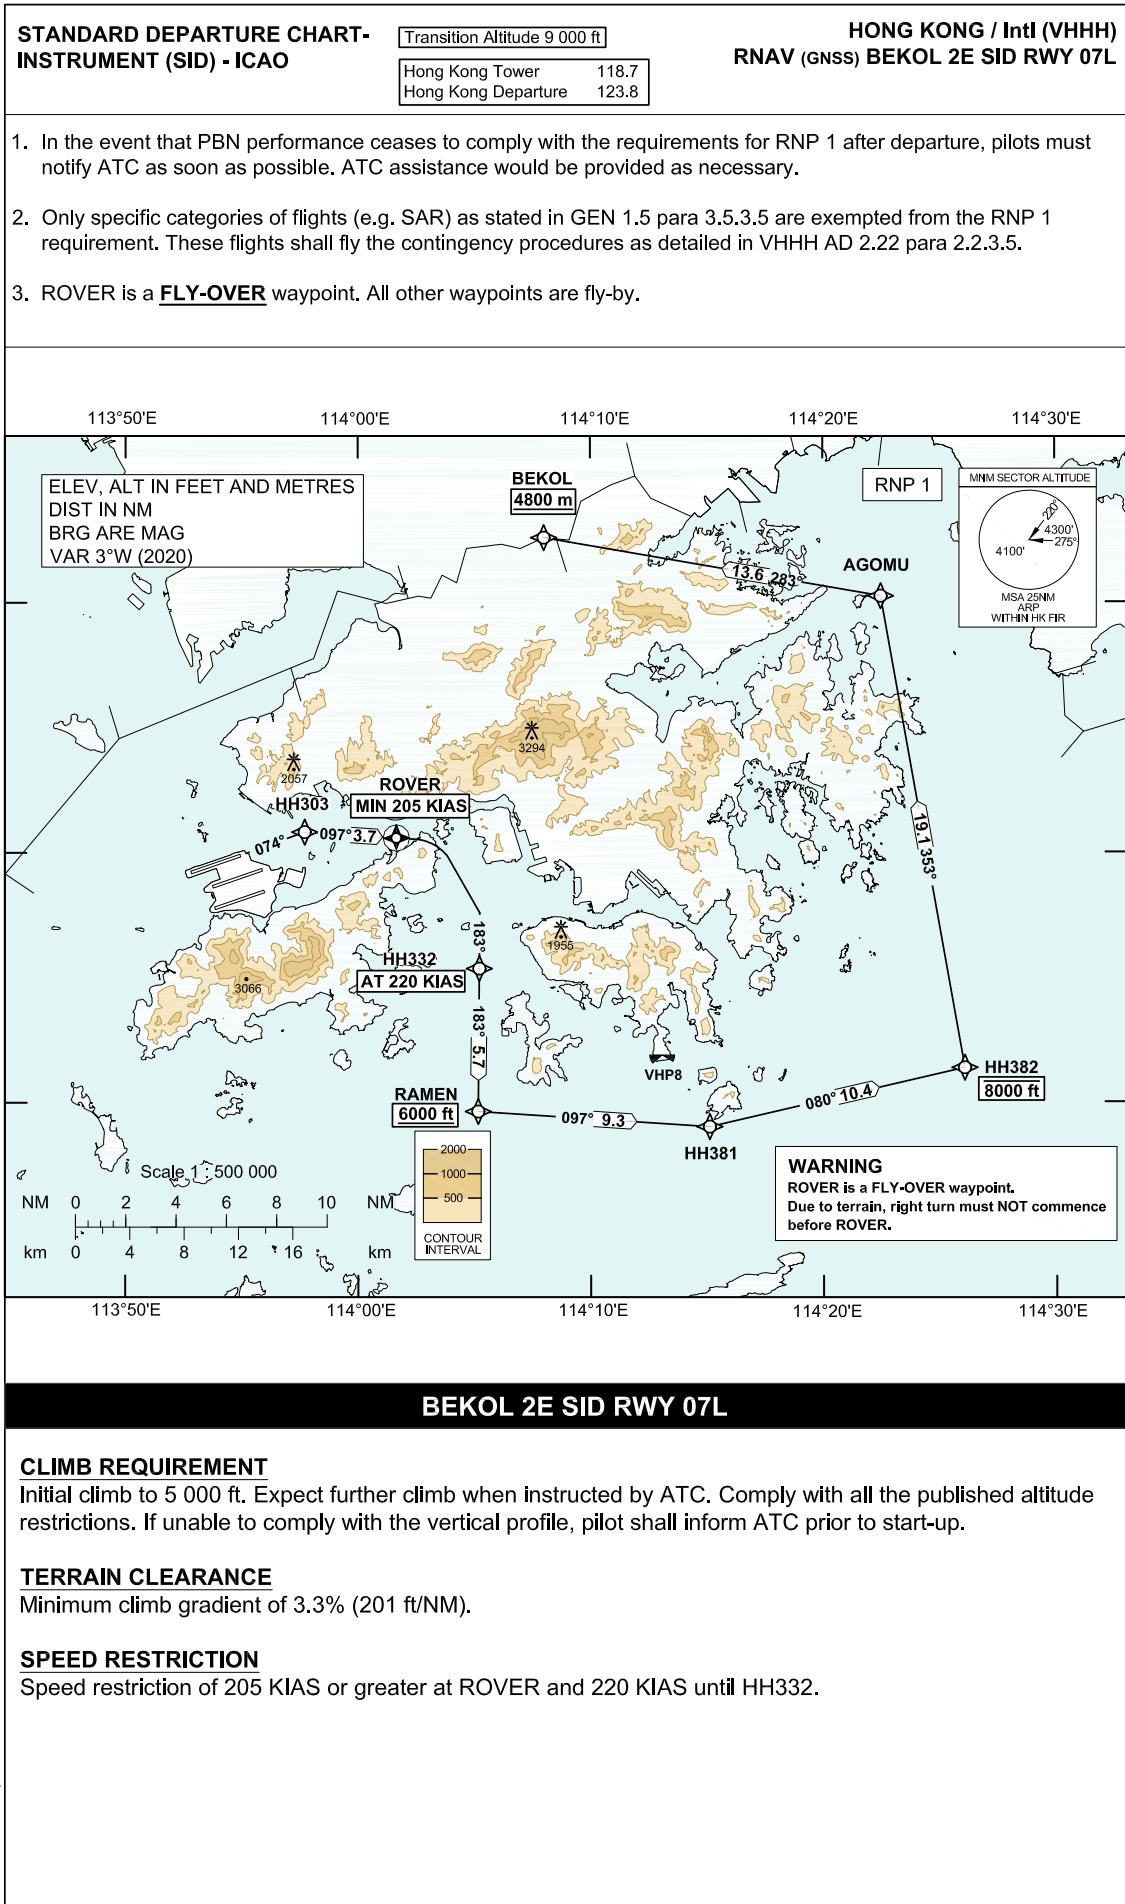 STANDARD DEPARTURE CHART-
INSTRUMENT (SID) - ICAO
Transition Altitude 9 000 ft
Hong Kong Tower 118.7
Hong Kong Departure 123.8
HONG KONG / Intl (VHHH)
RNAV (GNSS) BEKOL 2E SID RWY 07L
1. In the event that PBN performance ceases to comply with the requirements for RNP 1 after departure, pilots must
notify ATC as soon as possible. ATC assistance would be provided as necessary.
2. Only specific categories of flights (e.g. SAR) as stated in GEN 1.5 para 3.5.3.5 are exempted from the RNP 1
requirement. These flights shall fly the contingency procedures as detailed in VHHH AD 2.22 para 2.2.3.5.
3. ROVER is a FLY-OVER waypoint. All other waypoints are fly-by.
113°50'E 114°00'E 114°10'E 114°20'E 114°30'E
ELEV, ALT IN FEET AND METRES
DIST IN NM
BRG ARE MAG
VAR 3°W (2020)
BEKOL
4800 m
RNP 1
MNM SECTOR ALTITUDE
220°
4300'
275°
4100'
MSA 25NM
ARP
WITHIN HK FIR
13.6 283°
AGOMU
3294
2057
ROVER
MIN 205 KIAS
HH303
074°
097° 3.7
19.1 353°
183°
1955
HH332
AT 220 KIAS
3066
183° 5.7
VHP8
RAMEN
6000 ft
097° 9.3
HH381
080° 10.4
HH382
8000 ft
2000
1000
500
CONTOUR
INTERVAL
Scale 1 : 500 000
NM 0 2 4 6 8 10 NM
km 0 4 8 12 16 km
WARNING
ROVER is a FLY-OVER waypoint.
Due to terrain, right turn must NOT commence
before ROVER.
113°50'E 114°00'E 114°10'E 114°20'E 114°30'E
BEKOL 2E SID RWY 07L
CLIMB REQUIREMENT
Initial climb to 5 000 ft. Expect further climb when instructed by ATC. Comply with all the published altitude
restrictions. If unable to comply with the vertical profile, pilot shall inform ATC prior to start-up.
TERRAIN CLEARANCE
Minimum climb gradient of 3.3% (201 ft/NM).
SPEED RESTRICTION
Speed restriction of 205 KIAS or greater at ROVER and 220 KIAS until HH332.